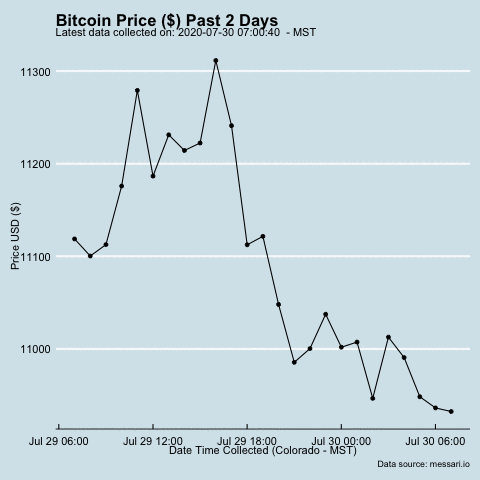 Bitcoin Price ($) Past 2 Days
Latest data collected on: 2020-07-30 07:00:40  - MST
11300
11200
11100
11000
Price USD ($)
Jul 29 06:00 Jul 29 12:00 Jul 29 18:00 Jul 30 00:00 Jul 30 06:00
Date Time Collected (Colorado - MST)
Data source: messari.io